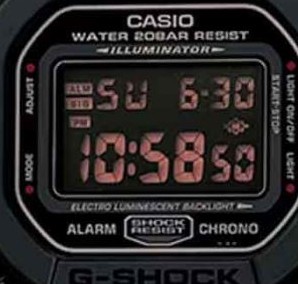 CASIO
WATER 20BAR RESIST
ILLUMINATOR
ADJUST
LIGHT ON/OFF
START·STOP
ALM
SIG
SU 6-30
PM
10:58 50
MODE
LIGHT
ELECTRO LUMINESCENT BACKLIGHT
ALARM
SHOCK
RESIST
CHRONO
G-SHOCK